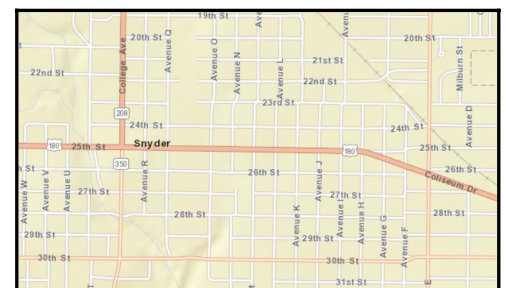 19th St
20th St
College Ave
Avenue Q
Avenue O
Avenue N
Avenue L
Aven
20th St
Milburn St
21st St
22nd St
22nd St
23rd St
208
24th St
24th St
Avenue D
Snyder
180
25th St
180
25th St
350
Avenue R
26th St
Avenue J
26th St
Coliseum Dr
h St
Avenue W
Avenue V
Avenue U
27th St
27th St
28th St
Avenue K
Avenue I
Avenue H
Avenue G
Avenue F
28th St
29th St
29th St
30th St
30th St
31st St